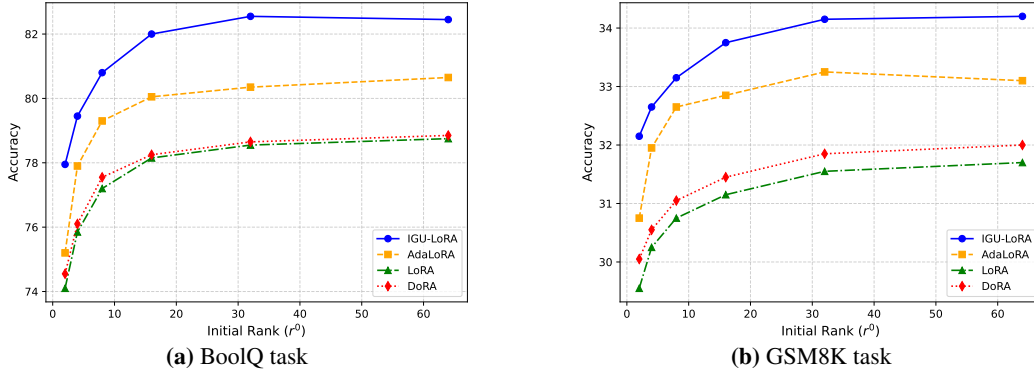 82
80
78
76
74
Accuracy
0
10
20
30
40
50
60
Initial Rank (r⁰)
IGU-LoRA
AdaLoRA
LoRA
DoRA
(a) BoolQ task
34
33
32
31
30
Accuracy
0
10
20
30
40
50
60
Initial Rank (r⁰)
IGU-LoRA
AdaLoRA
LoRA
DoRA
(b) GSM8K task